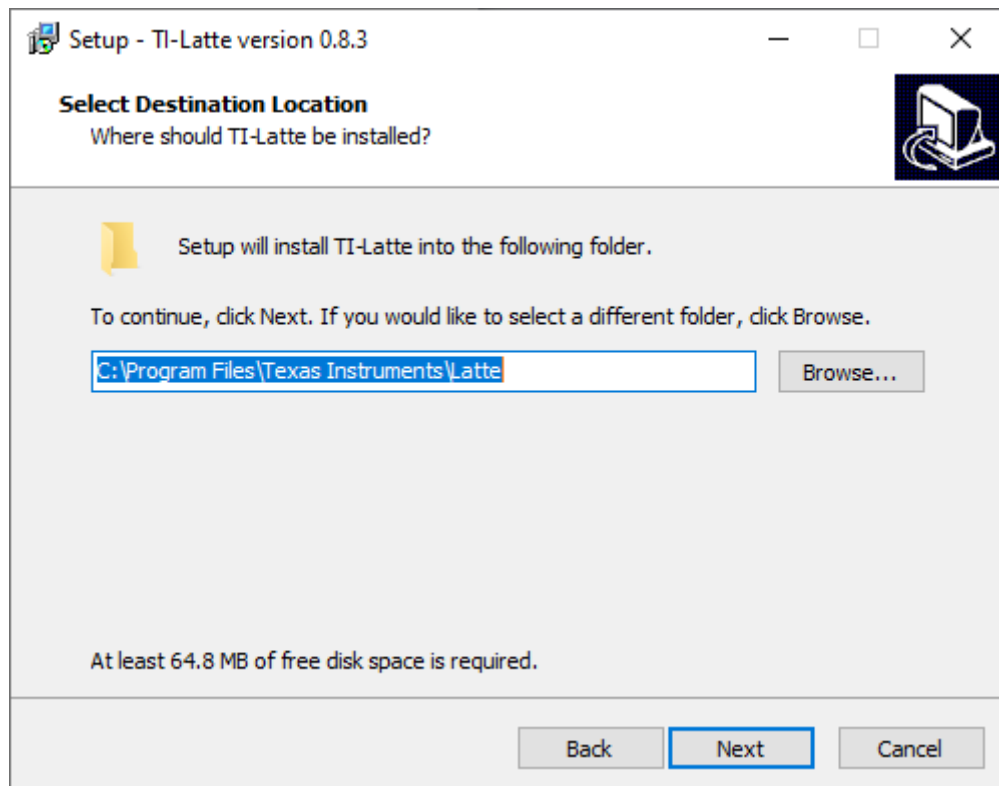 Setup - TI-Latte version 0.8.3
Select Destination Location
Where should TI-Latte be installed?
Setup will install TI-Latte into the following folder.
To continue, click Next. If you would like to select a different folder, click Browse.
C:\Program Files\Texas Instruments\Latte
Browse...
At least 64.8 MB of free disk space is required.
Back
Next
Cancel